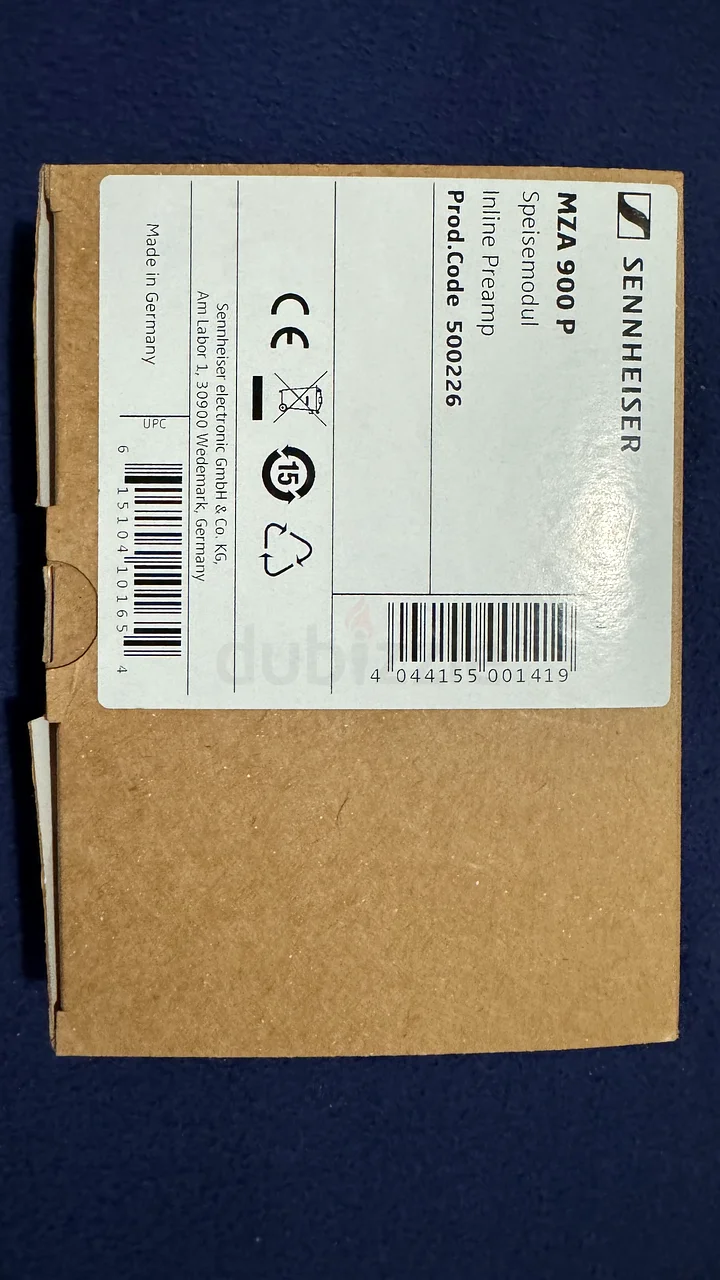 SENNHEISER
MZA 900 P
Speisemodul
Inline Preamp
Prod.Code 500226
4 044155 001419
CE
15
Sennheiser electronic GmbH & Co. KG,
Am Labor 1, 30900 Wedemark, Germany
Made in Germany
UPC
6 15104 10165 4